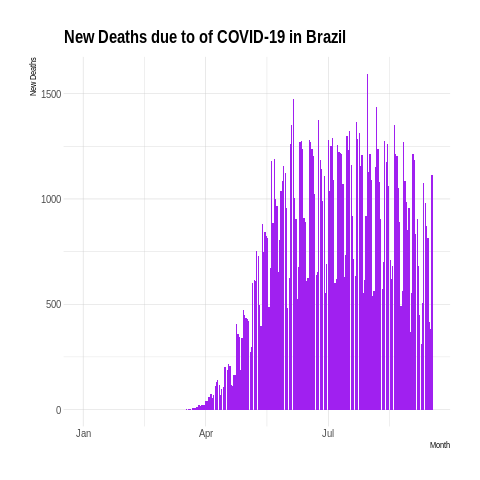 New Deaths due to of COVID-19 in Brazil
New Deaths
1500
1000
500
0
Jan Apr Jul
Month